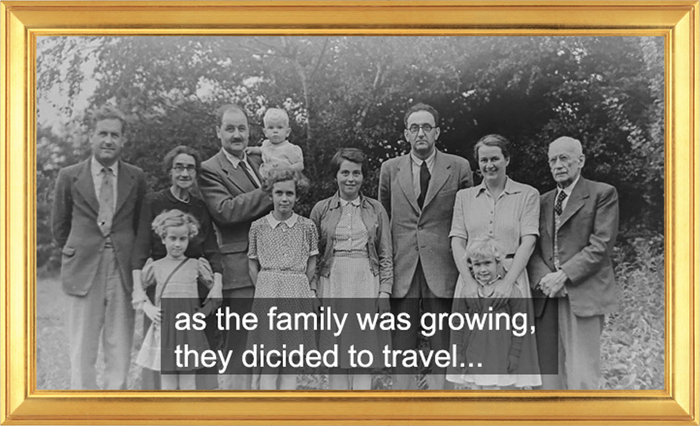 as the family was growing,
they dicided to travel...